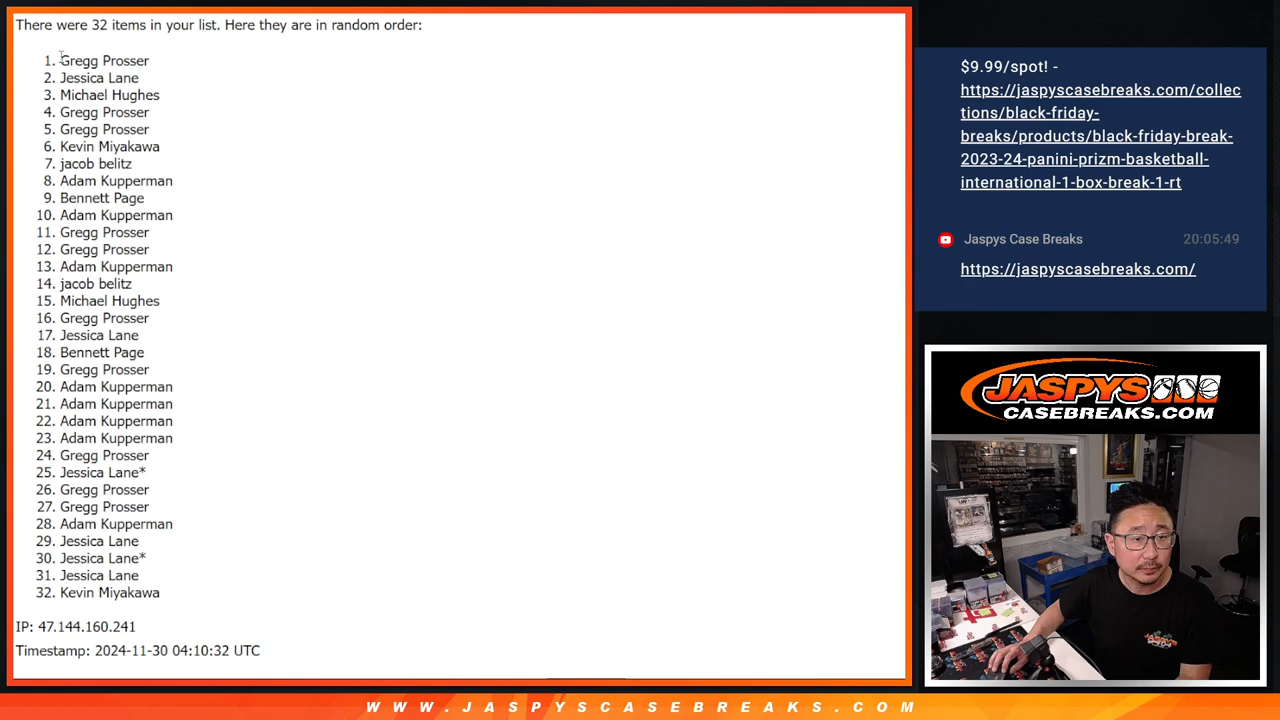 There were 32 items in your list. Here they are in random order:
1. Gregg Prosser
2. Jessica Lane
3. Michael Hughes
4. Gregg Prosser
5. Gregg Prosser
6. Kevin Miyakawa
7. jacob belitz
8. Adam Kupperman
9. Bennett Page
10. Adam Kupperman
11. Gregg Prosser
12. Gregg Prosser
13. Adam Kupperman
14. jacob belitz
15. Michael Hughes
16. Gregg Prosser
17. Jessica Lane
18. Bennett Page
19. Gregg Prosser
20. Adam Kupperman
21. Adam Kupperman
22. Adam Kupperman
23. Adam Kupperman
24. Gregg Prosser
25. Jessica Lane*
26. Gregg Prosser
27. Gregg Prosser
28. Adam Kupperman
29. Jessica Lane
30. Jessica Lane*
31. Jessica Lane
32. Kevin Miyakawa
IP: 47.144.160.241
Timestamp: 2024-11-30 04:10:32 UTC
$9.99/spot! -
https://jaspyscasebreaks.com/collec
tions/black-friday-
breaks/products/black-friday-break-
2023-24-panini-prizm-basketball-
international-1-box-break-1-rt
Jaspys Case Breaks 20:05:49
https://jaspyscasebreaks.com/
JASPYS
CASEBREAKS.COM
WWW.JASPYSCASEBREAKS.COM